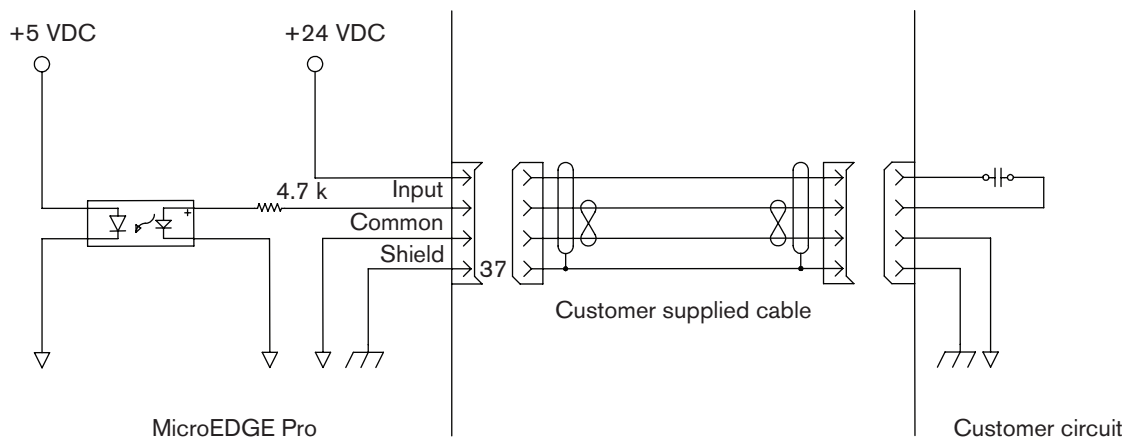 +5 VDC
+24 VDC
4.7 k
Input
+
Common
Shield
37
Customer supplied cable
MicroEDGE Pro
Customer circuit